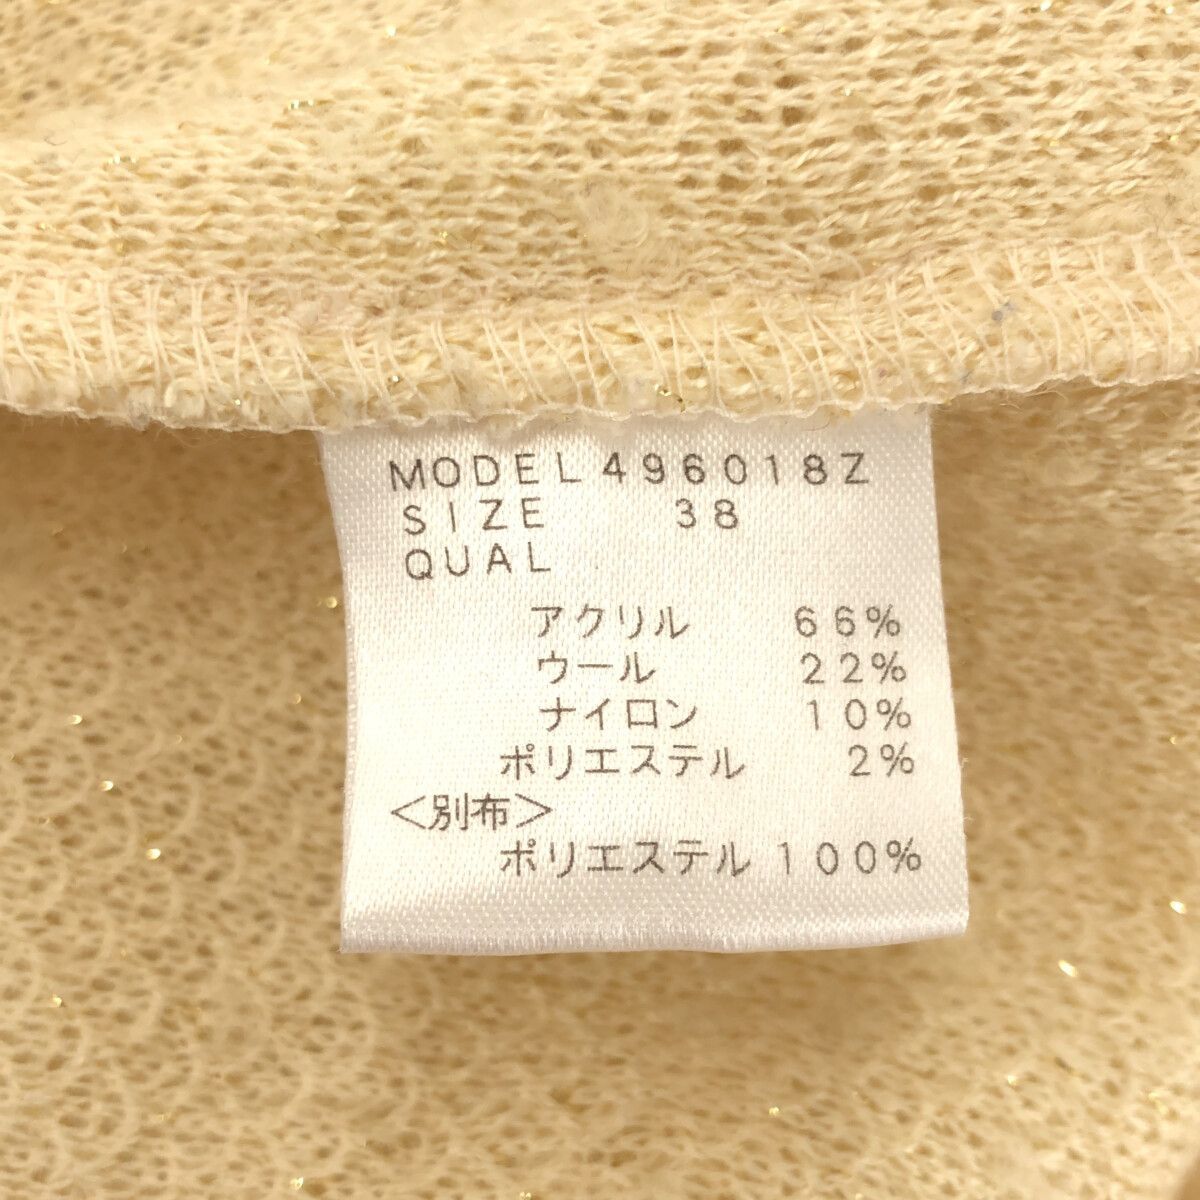 MODEL 496018Z
SIZE 38
QUAL
アクリル 66%
ウール 22%
ナイロン 10%
ポリエステル 2%
<別布>
ポリエステル 100%